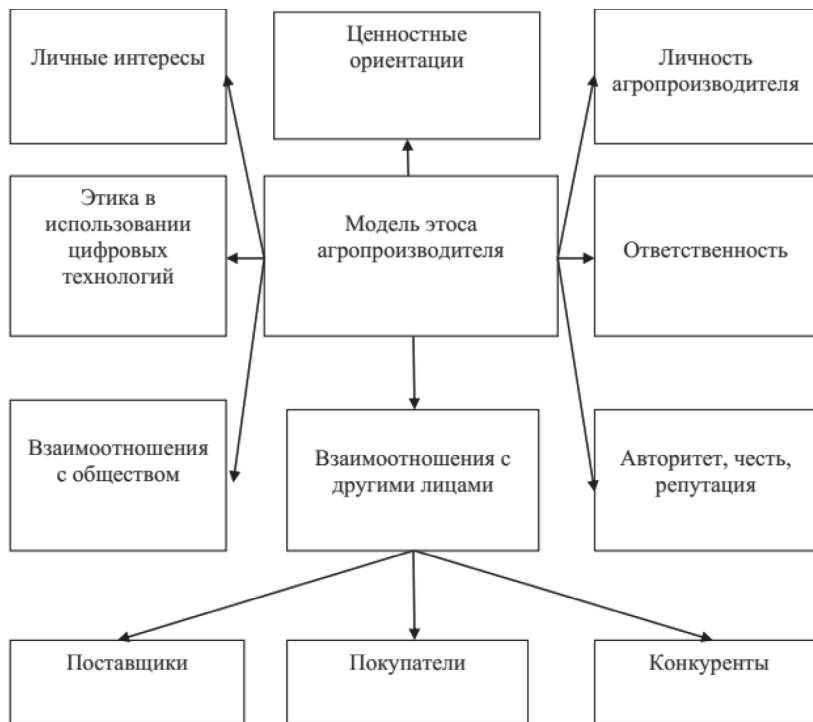 Личные интересы
Ценностные
ориентации
Личность
агропроизводителя
Этика в
использовании
цифровых
технологий
Модель этоса
агропроизводителя
Ответственность
Взаимоотношения
с обществом
Взаимоотношения с
другими лицами
Авторитет, честь,
репутация
Поставщики
Покупатели
Конкуренты